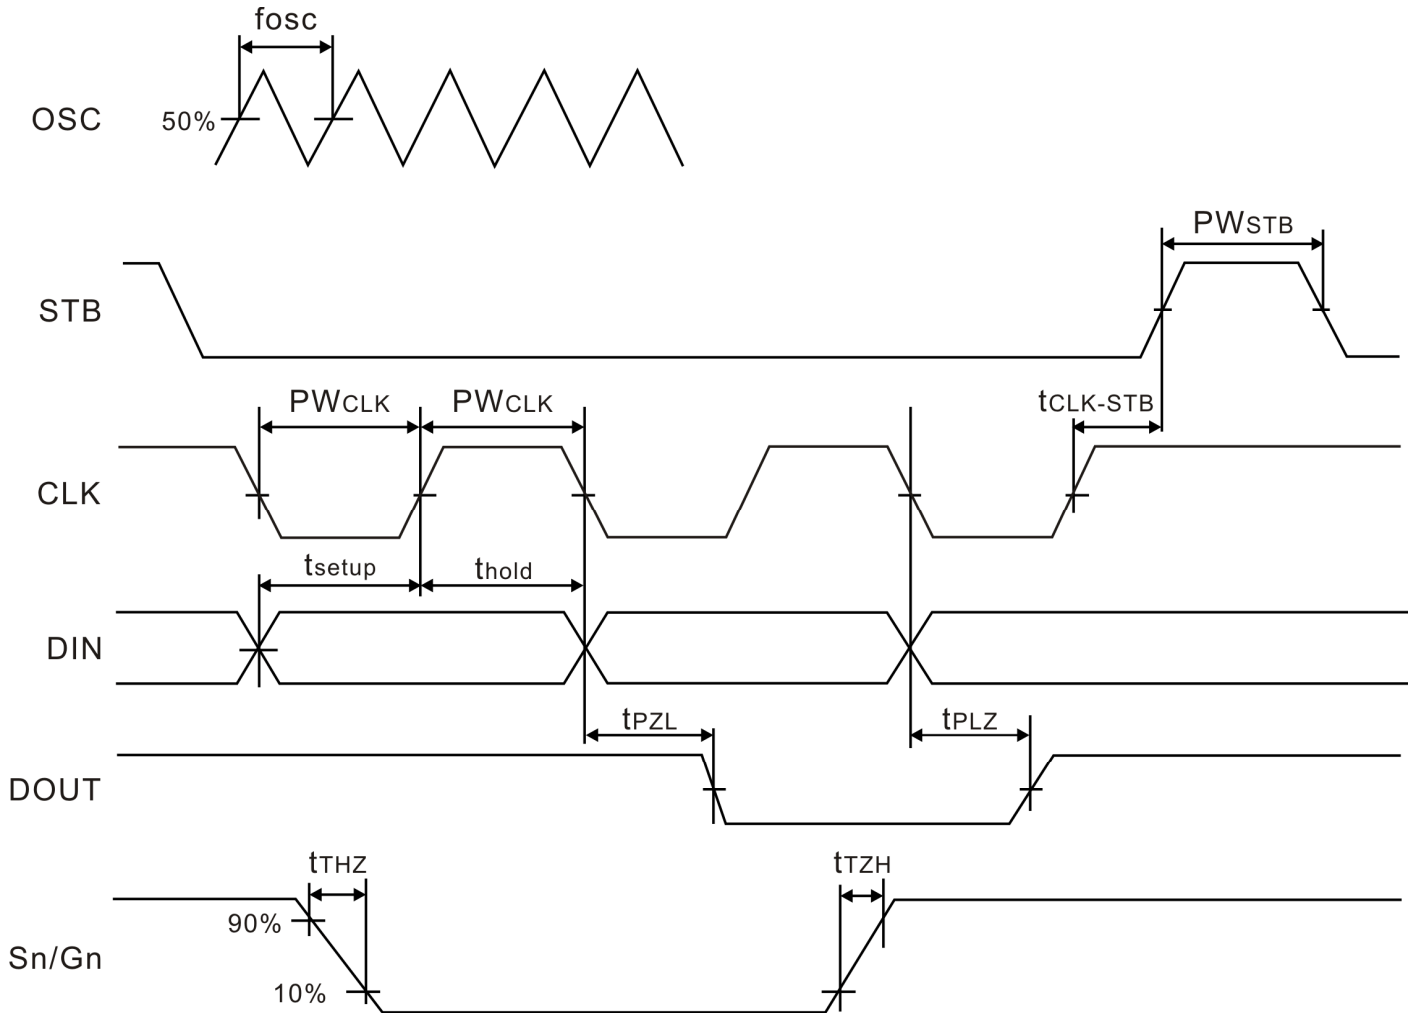 fosc
OSC
50%
PWSTB
STB
PWCLK PWCLK
tCLK-STB
CLK
tsetup thold
DIN
tPZL tPLZ
DOUT
tTHZ tTZH
90%
Sn/Gn
10%